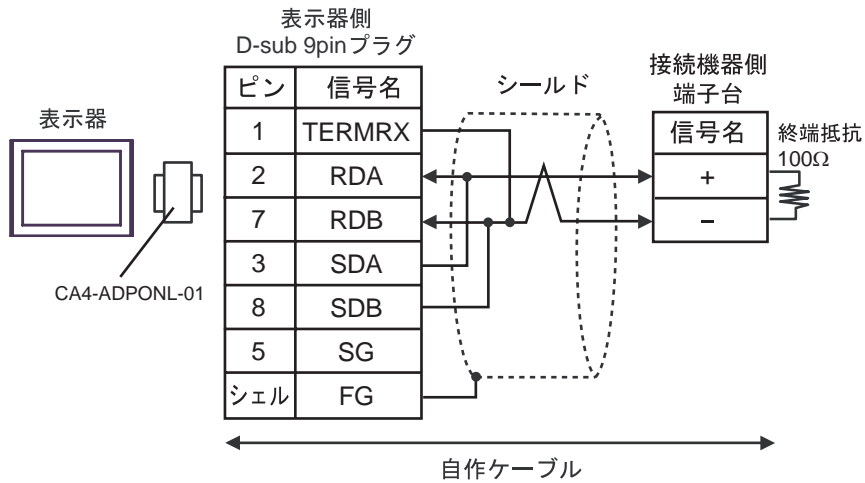 表示器側
D-sub 9pinプラグ
ピン 信号名
1 TERMRX
2 RDA
7 RDB
3 SDA
8 SDB
5 SG
シェル FG
シールド
接続機器側
端子台
信号名
+
−
終端抵抗
100Ω
表示器
CA4-ADPONL-01
自作ケーブル